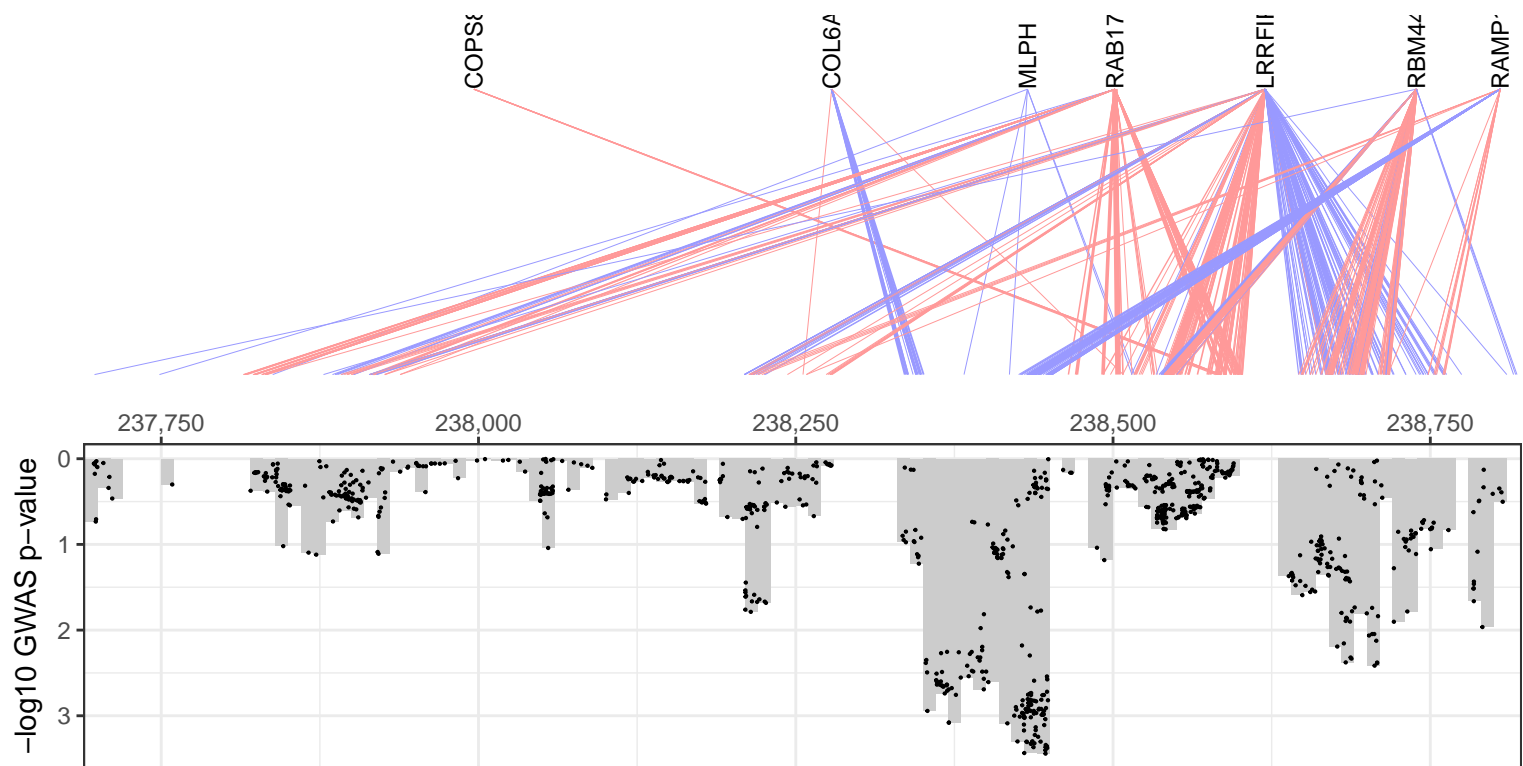 COPS8
COL6A
MLPH
RAB17
LRRFI
RBM44
RAMP
237,750
238,000
238,250
238,500
238,750
0
1
2
3
−log10 GWAS p−value